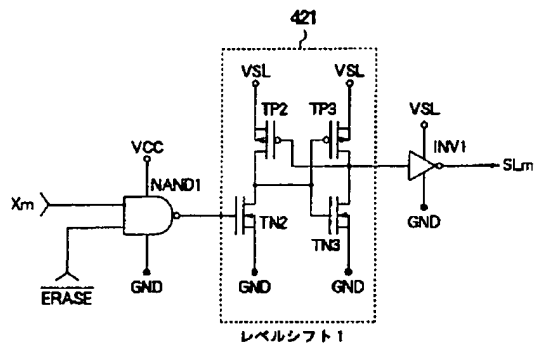 421
VSL
VSL
TP2
TP3
VSL
VCC
INV1
NAND1
SLm
Xm
TN2
TN3
GND
ERASE
GND
GND
GND
レベルシフト1